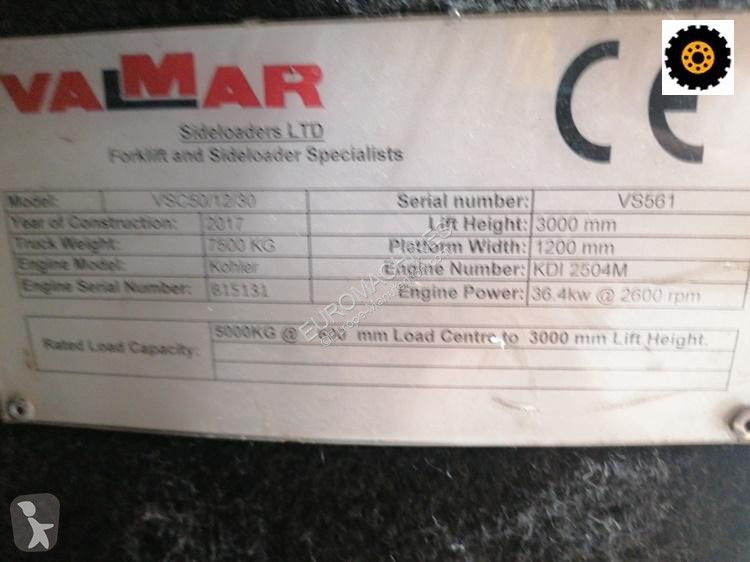 VALMAR
Sideloaders LTD
Forklift and Sideloader Specialists
CE
Model: VSC50/12/30 Serial number: VS561
Year of Construction: 2017 Lift Height: 3000 mm
Truck Weight: 7500 KG Platform Width: 1200 mm
Engine Model: Kohler Engine Number: KDI 2504M
Engine Serial Number: 815131 Engine Power: 36.4kw @ 2600 rpm
Rated Load Capacity: 5000KG @ 600 mm Load Centre to 3000 mm Lift Height.